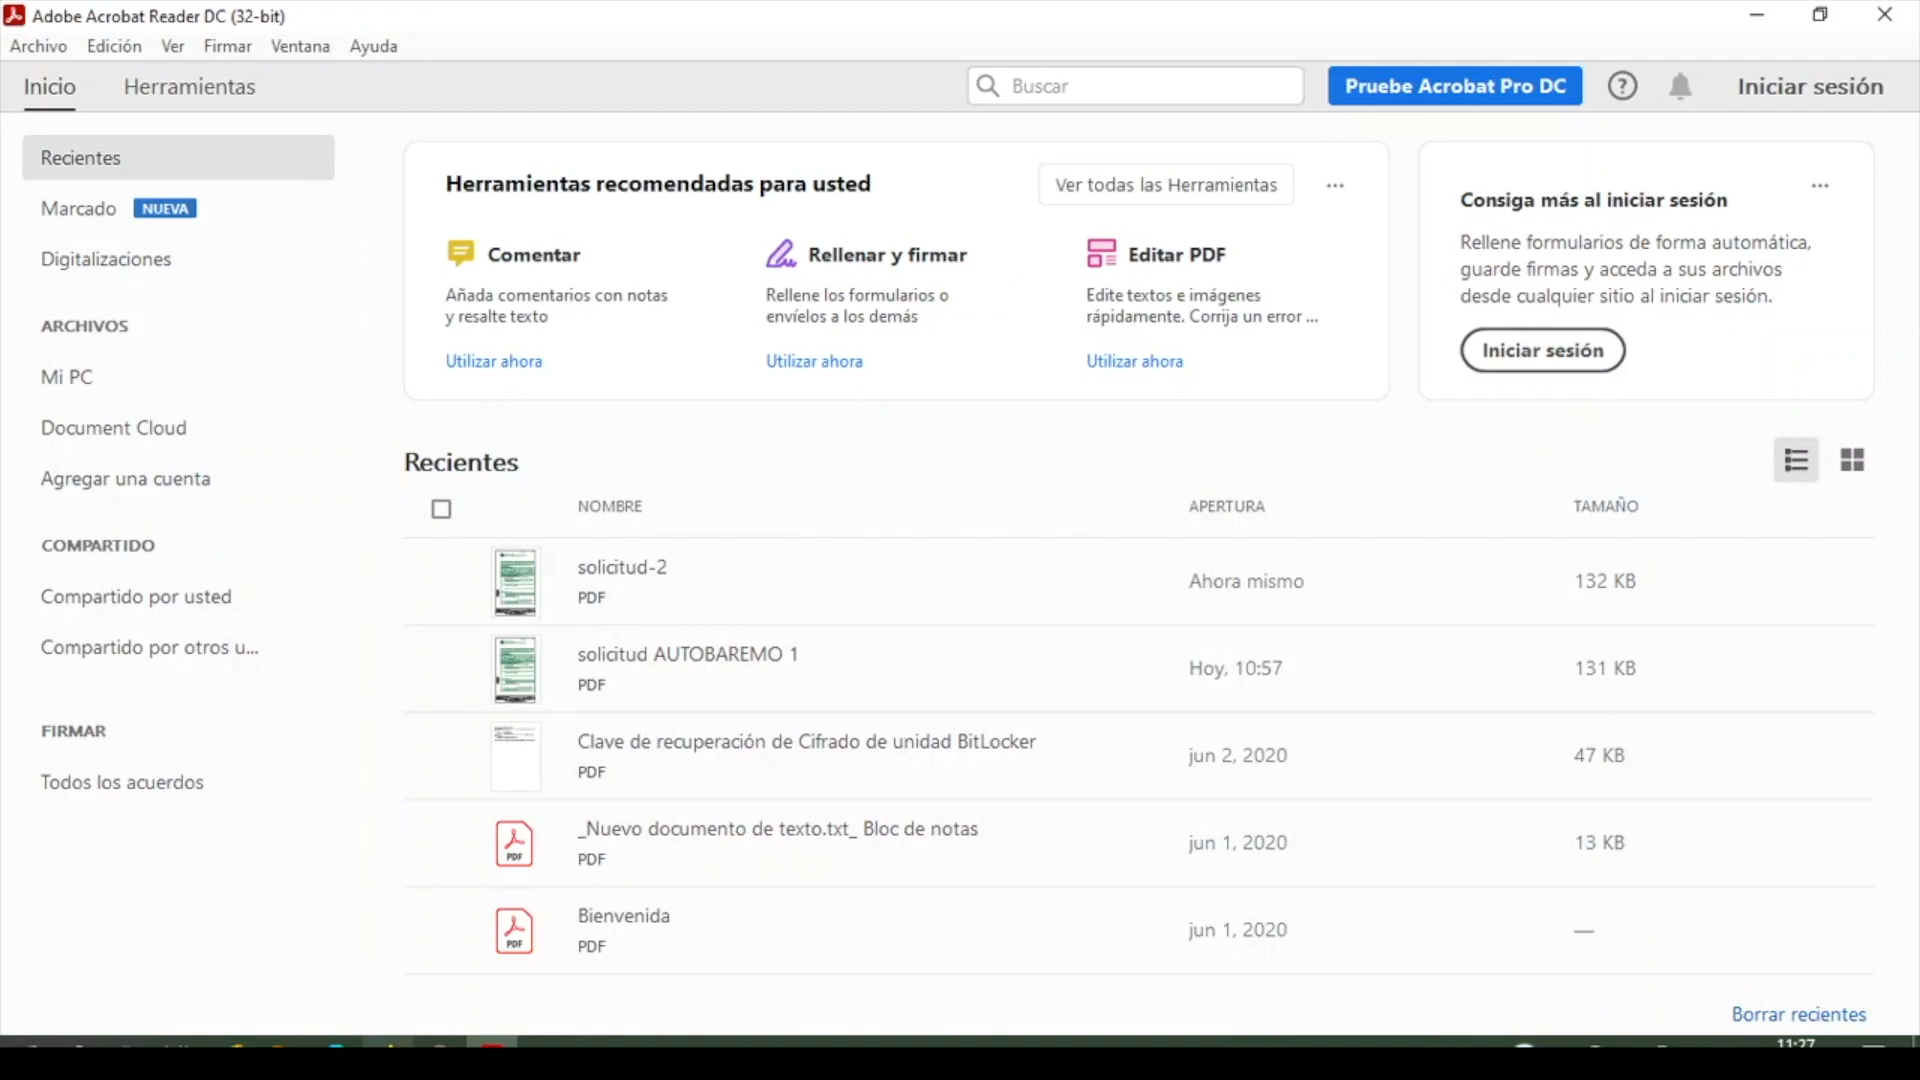 Adobe Acrobat Reader DC (32-bit)
Archivo Edición Ver Firmar Ventana Ayuda
Inicio Herramientas Buscar Pruebe Acrobat Pro DC ? Iniciar sesión
Recientes
Marcado NUEVA
Digitalizaciones
ARCHIVOS
Mi PC
Document Cloud
Agregar una cuenta
COMPARTIDO
Compartido por usted
Compartido por otros u...
FIRMAR
Todos los acuerdos
Herramientas recomendadas para usted
Ver todas las Herramientas ...
Comentar
Añada comentarios con notas
y resalte texto
Utilizar ahora
Rellenar y firmar
Rellene los formularios o
envíelos a los demás
Utilizar ahora
Editar PDF
Edite textos e imágenes
rápidamente. Corrija un error ...
Utilizar ahora
...
Consiga más al iniciar sesión
Rellene formularios de forma automática,
guarde firmas y acceda a sus archivos
desde cualquier sitio al iniciar sesión.
Iniciar sesión
Recientes
NOMBRE APERTURA TAMAÑO
solicitud-2
PDF
Ahora mismo 132 KB
solicitud AUTOBAREMO 1
PDF
Hoy, 10:57 131 KB
Clave de recuperación de Cifrado de unidad BitLocker
PDF
jun 2, 2020 47 KB
_Nuevo documento de texto.txt_ Bloc de notas
PDF
jun 1, 2020 13 KB
Bienvenida
PDF
jun 1, 2020 —
Borrar recientes
11:27